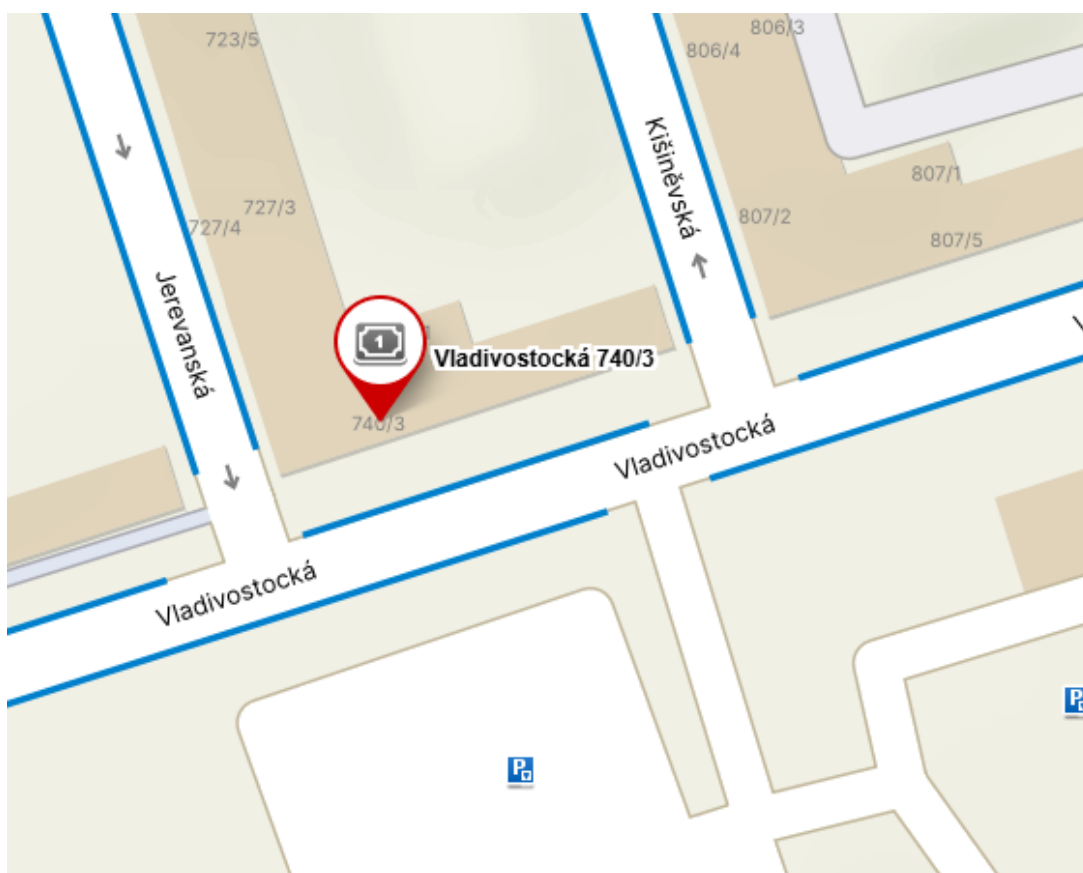 723/5
806/3
806/4
Kišiněvská
807/1
727/3
727/4
807/2
807/5
Jerevanská
1
Vladivostocká 740/3
740/3
Vladivostocká
Vladivostocká
P
P